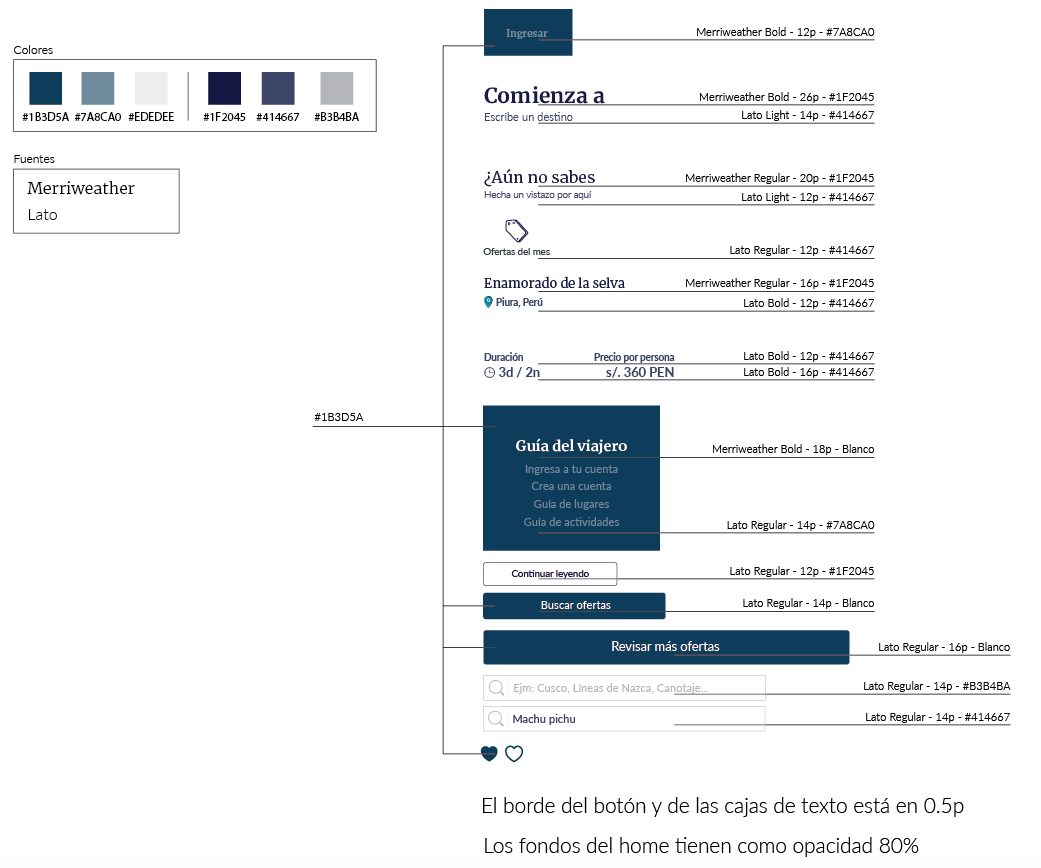 Colores
#1B3D5A #7A8CA0 #EDEDEE #1F2045 #414667 #B3B4BA
Fuentes
Merriweather
Lato
Ingresar
Merriweather Bold - 12p - #7A8CA0
Comienza a
Merriweather Bold - 26p - #1F2045
Escribe un destino
Lato Light - 14p - #414667
¿Aún no sabes
Merriweather Regular - 20p - #1F2045
Hecha un vistazo por aquí
Lato Light - 12p - #414667
Ofertas del mes
Lato Regular - 12p - #414667
Enamorado de la selva
Merriweather Regular - 16p - #1F2045
Piura, Perú
Lato Bold - 12p - #414667
Duración Precio por persona
Lato Bold - 12p - #414667
3d / 2n s/. 360 PEN
Lato Bold - 16p - #414667
#1B3D5A
Guía del viajero
Merriweather Bold - 18p - Blanco
Ingresa a tu cuenta
Crea una cuenta
Guía de lugares
Guía de actividades
Lato Regular - 14p - #7A8CA0
Continuar leyendo
Lato Regular - 12p - #1F2045
Buscar ofertas
Lato Regular - 14p - Blanco
Revisar más ofertas
Lato Regular - 16p - Blanco
Ejm: Cusco, Líneas de Nazca, Canotaje...
Lato Regular - 14p - #B3B4BA
Machu pichu
Lato Regular - 14p - #414667
El borde del botón y de las cajas de texto está en 0.5p
Los fondos del home tienen como opacidad 80%